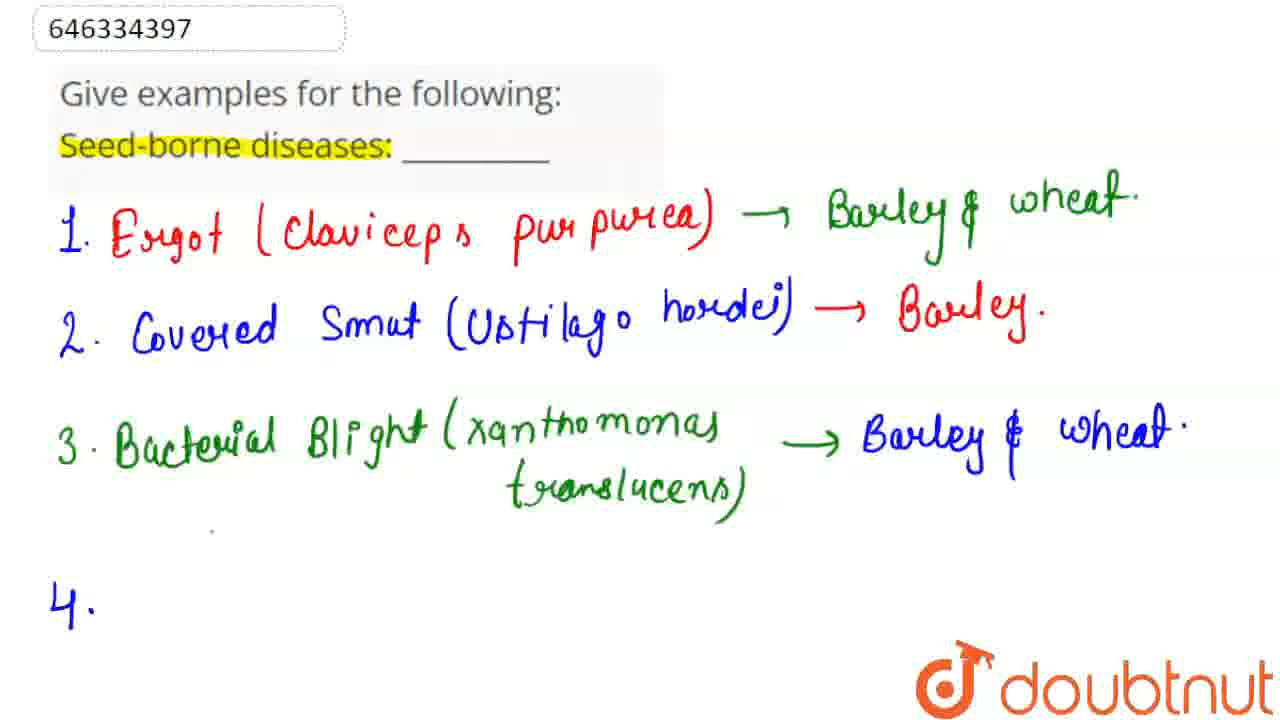 646334397
Give examples for the following:
Seed-borne diseases: __________
1. Ergot (Claviceps purpurea) → Barley & wheat.
2. Covered Smut (Ustilago hordei) → Barley.
3. Bacterial Blight (xanthomonas → Barley & wheat.
translucens)
4.
doubtnut